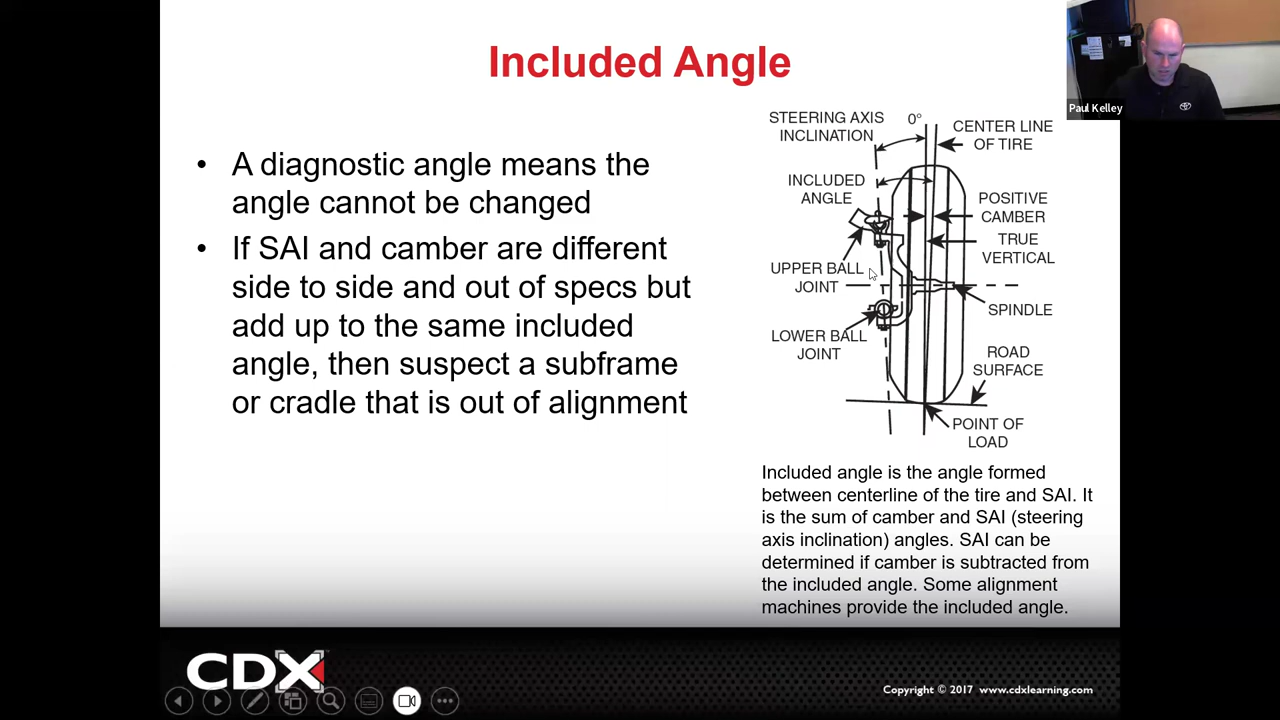 Included Angle
Paul Kelley
• A diagnostic angle means the
angle cannot be changed
• If SAI and camber are different
side to side and out of specs but
add up to the same included
angle, then suspect a subframe
or cradle that is out of alignment
STEERING AXIS
INCLINATION
0°
CENTER LINE
OF TIRE
INCLUDED
ANGLE
POSITIVE
CAMBER
TRUE
VERTICAL
UPPER BALL
JOINT
SPINDLE
LOWER BALL
JOINT
ROAD
SURFACE
POINT OF
LOAD
Included angle is the angle formed
between centerline of the tire and SAI. It
is the sum of camber and SAI (steering
axis inclination) angles. SAI can be
determined if camber is subtracted from
the included angle. Some alignment
machines provide the included angle.
CDX
Copyright © 2017 www.cdxlearning.com